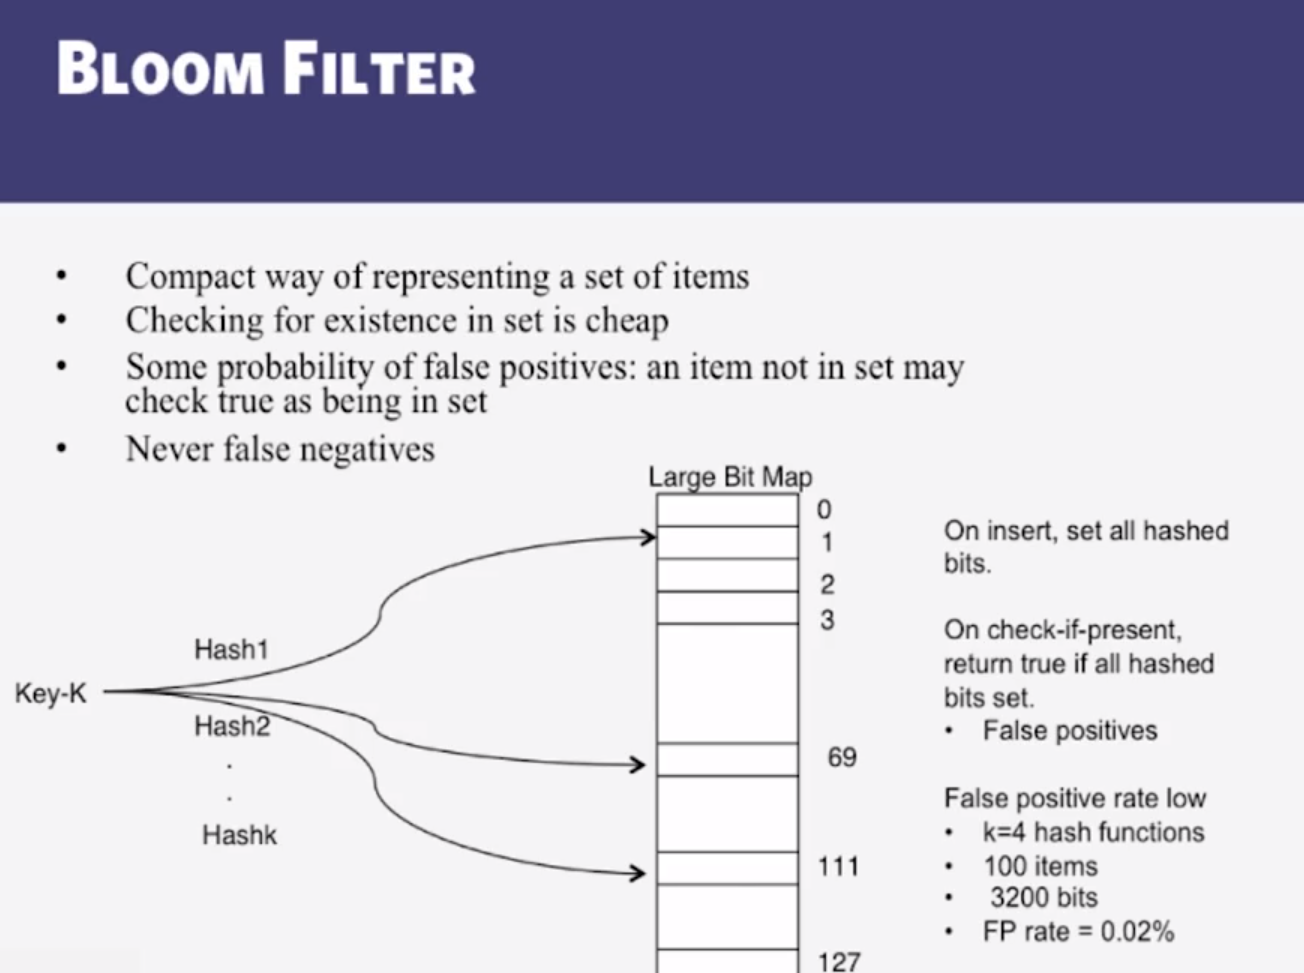 BLOOM FILTER
• Compact way of representing a set of items
• Checking for existence in set is cheap
• Some probability of false positives: an item not in set may
check true as being in set
• Never false negatives
Large Bit Map
0
1
2
3
69
111
127
Key-K
Hash1
Hash2
.
.
Hashk
On insert, set all hashed
bits.
On check-if-present,
return true if all hashed
bits set.
• False positives
False positive rate low
• k=4 hash functions
• 100 items
• 3200 bits
• FP rate = 0.02%